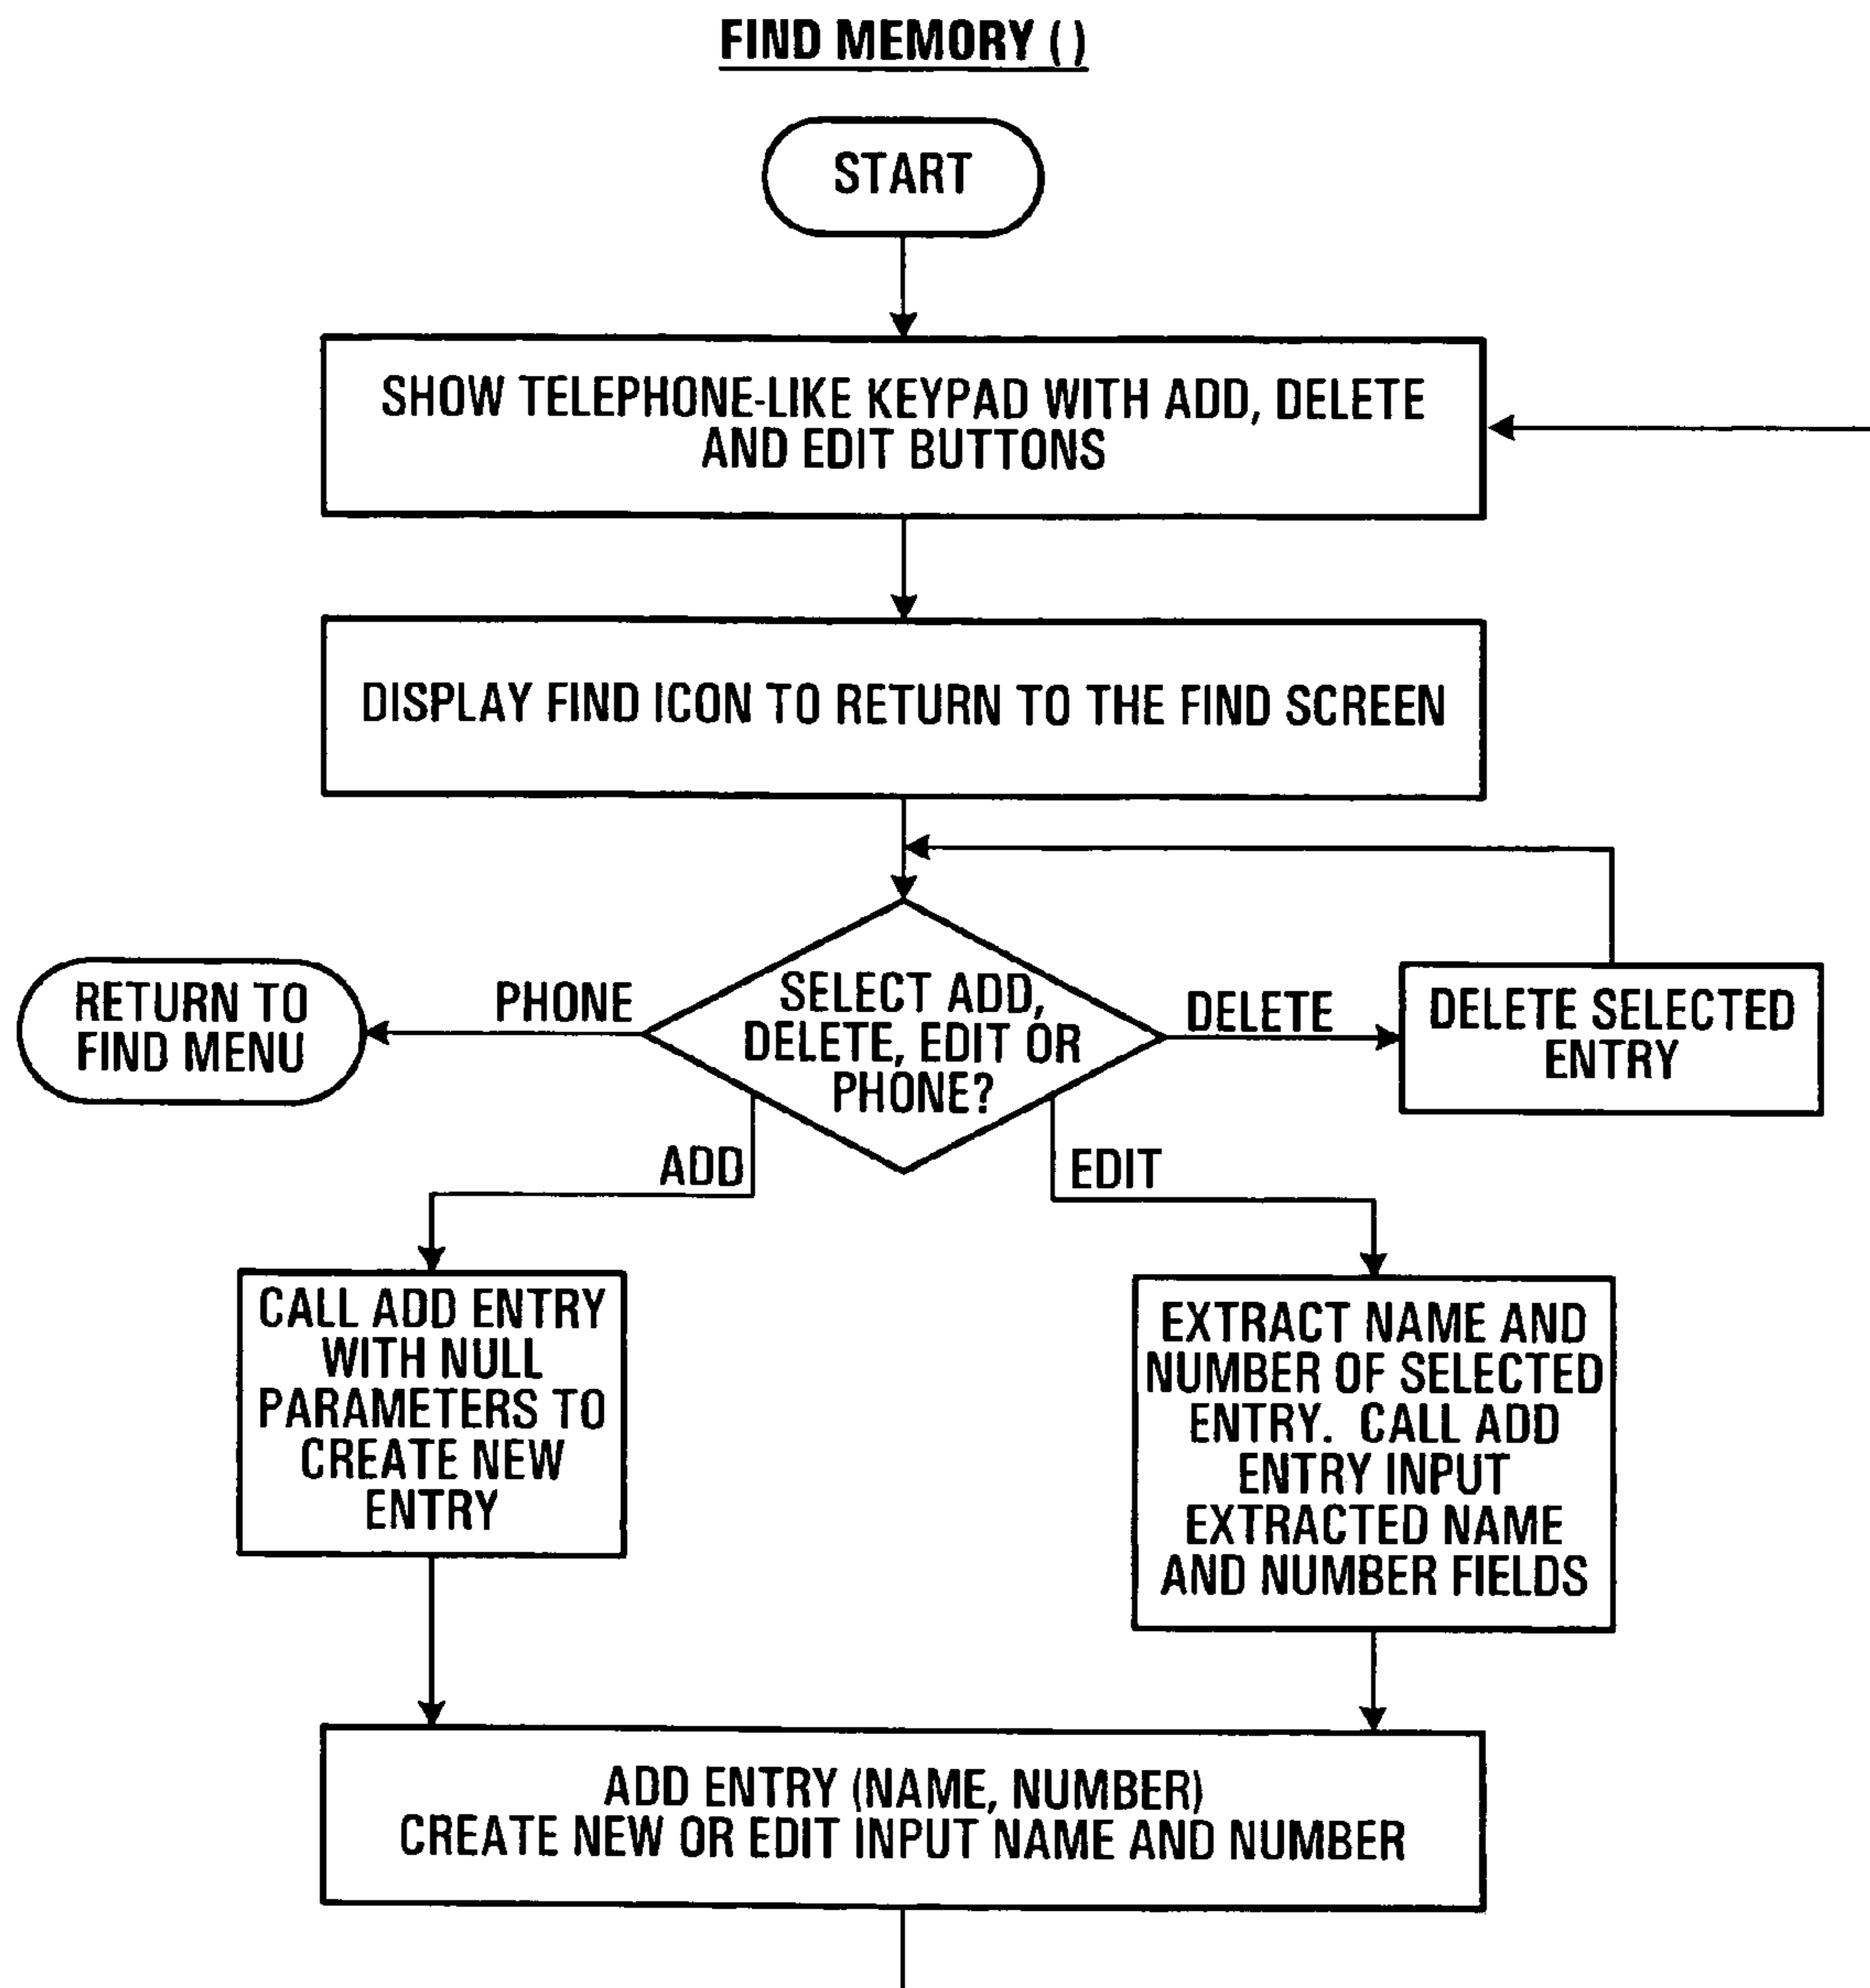 FIND MEMORY ( )
START
SHOW TELEPHONE-LIKE KEYPAD WITH ADD, DELETE
AND EDIT BUTTONS
DISPLAY FIND ICON TO RETURN TO THE FIND SCREEN
RETURN TO
FIND MENU
PHONE
SELECT ADD,
DELETE, EDIT OR
PHONE?
DELETE
DELETE SELECTED
ENTRY
ADD
EDIT
CALL ADD ENTRY
WITH NULL
PARAMETERS TO
CREATE NEW
ENTRY
EXTRACT NAME AND
NUMBER OF SELECTED
ENTRY. CALL ADD
ENTRY INPUT
EXTRACTED NAME
AND NUMBER FIELDS
ADD ENTRY (NAME, NUMBER)
CREATE NEW OR EDIT INPUT NAME AND NUMBER